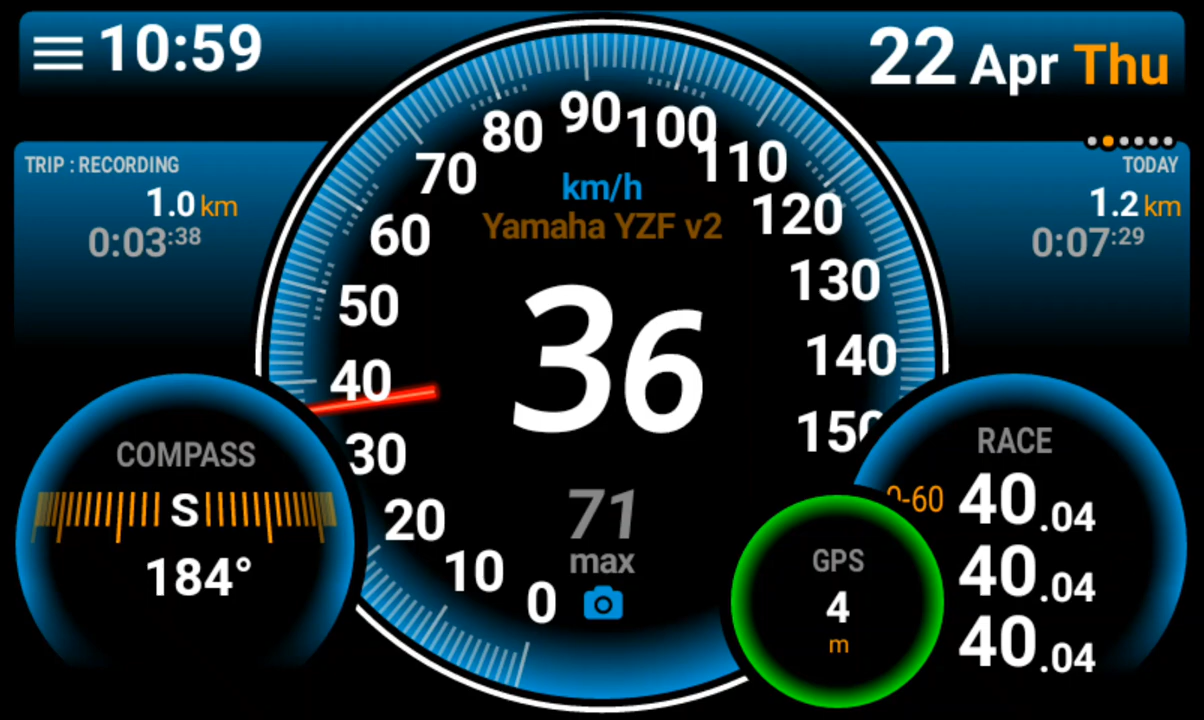 10:59
22 Apr Thu
TRIP : RECORDING
1.0 km
0:03:38
TODAY
1.2 km
0:07:29
0
10
20
30
40
50
60
70
80
90
100
110
120
130
140
150
km/h
Yamaha YZF v2
36
71
max
COMPASS
S
184°
GPS
4
m
RACE
0-60 40.04
40.04
40.04